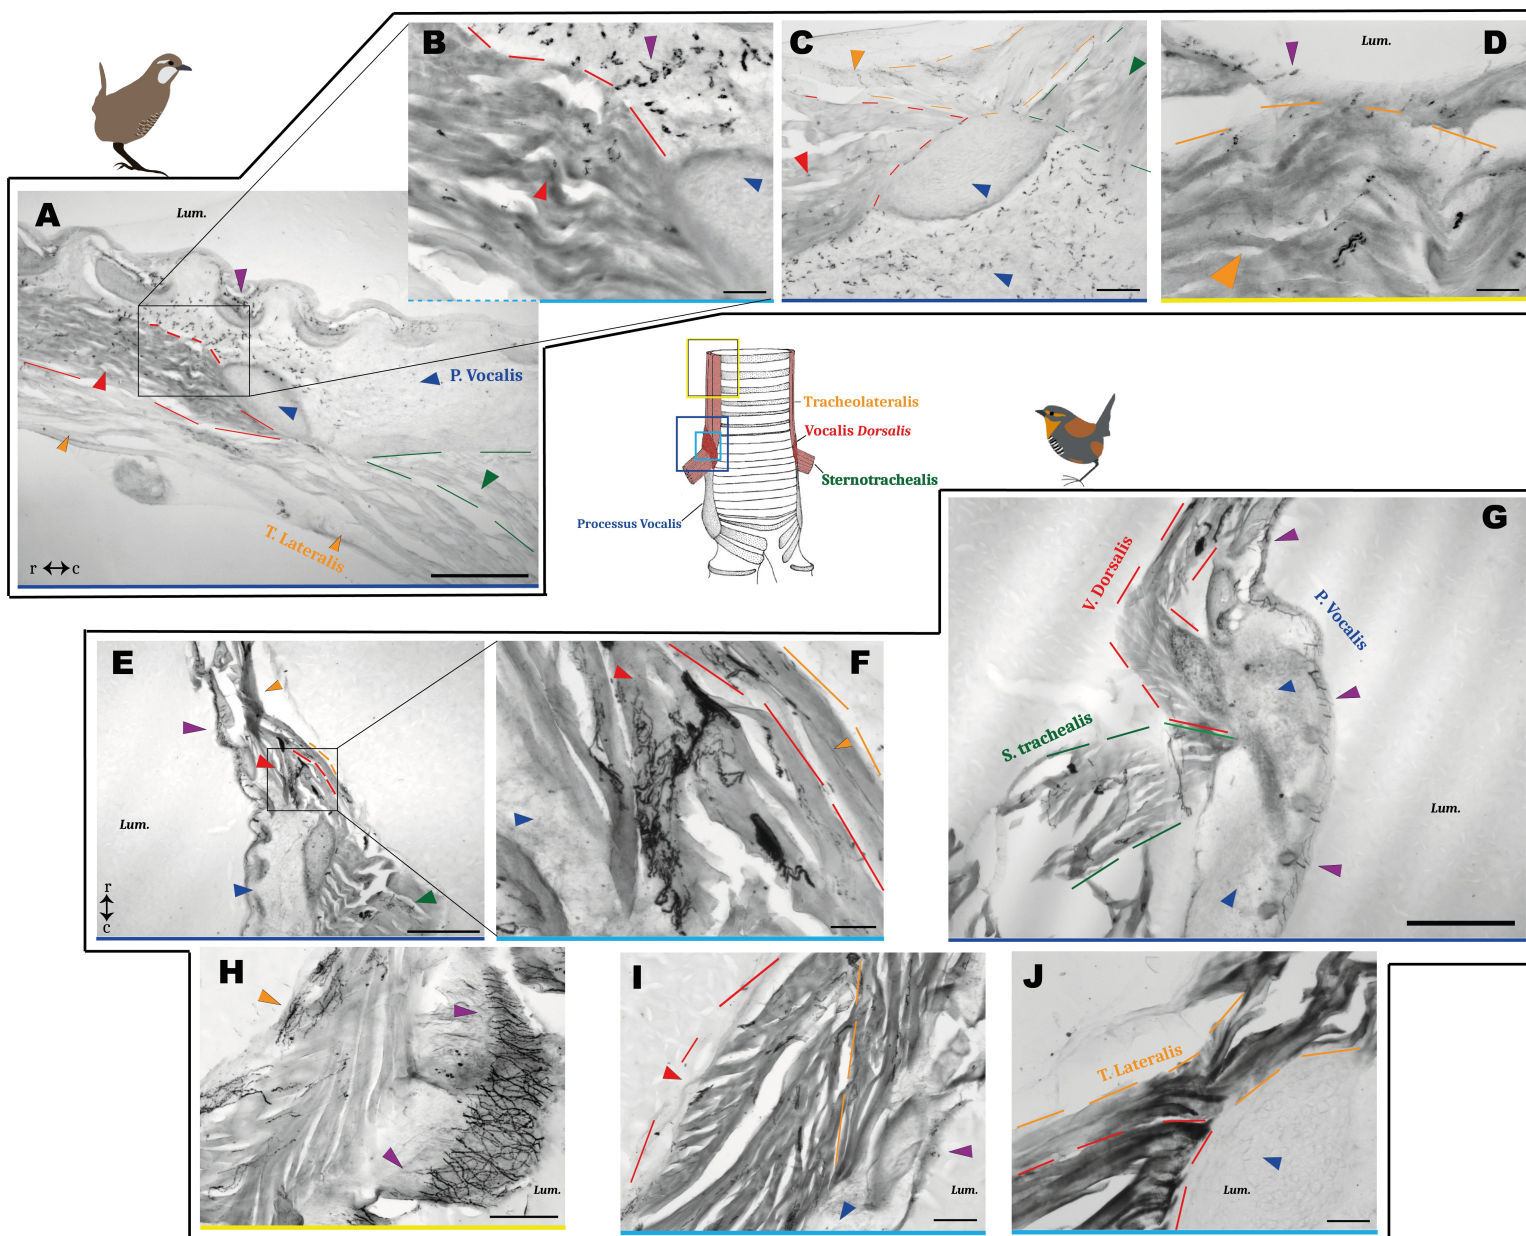 B
C
Lum.
D
A
Lum.
P. Vocalis
T. Lateralis
r c
Tracheolateralis
Vocalis Dorsalis
Sternotrachealis
Processus Vocalis
G
V. Dorsalis
P. Vocalis
S. trachealis
Lum.
E
Lum.
r
c
F
H
Lum.
I
Lum.
J
T. Lateralis
Lum.